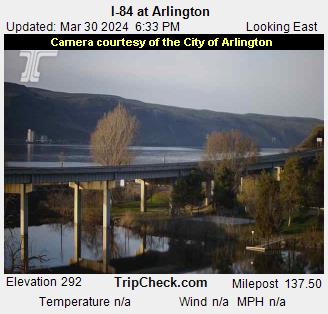 I-84 at Arlington
Updated: Mar 30 2024 6:33 PM Looking East
Camera courtesy of the City of Arlington
Elevation 292 TripCheck.com Milepost 137.50
Temperature n/a Wind n/a MPH n/a